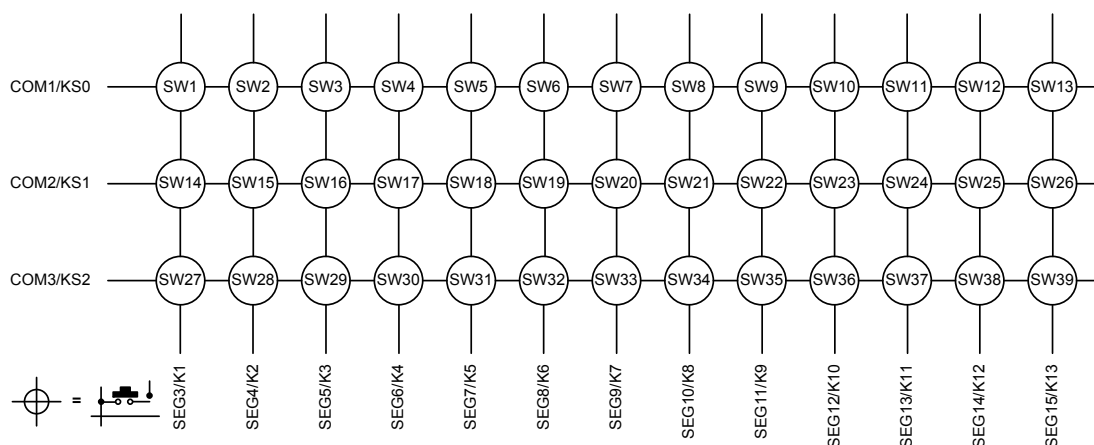 COM1/KS0 SW1 SW2 SW3 SW4 SW5 SW6 SW7 SW8 SW9 SW10 SW11 SW12 SW13
COM2/KS1 SW14 SW15 SW16 SW17 SW18 SW19 SW20 SW21 SW22 SW23 SW24 SW25 SW26
COM3/KS2 SW27 SW28 SW29 SW30 SW31 SW32 SW33 SW34 SW35 SW36 SW37 SW38 SW39
=
SEG3/K1
SEG4/K2
SEG5/K3
SEG6/K4
SEG7/K5
SEG8/K6
SEG9/K7
SEG10/K8
SEG11/K9
SEG12/K10
SEG13/K11
SEG14/K12
SEG15/K13